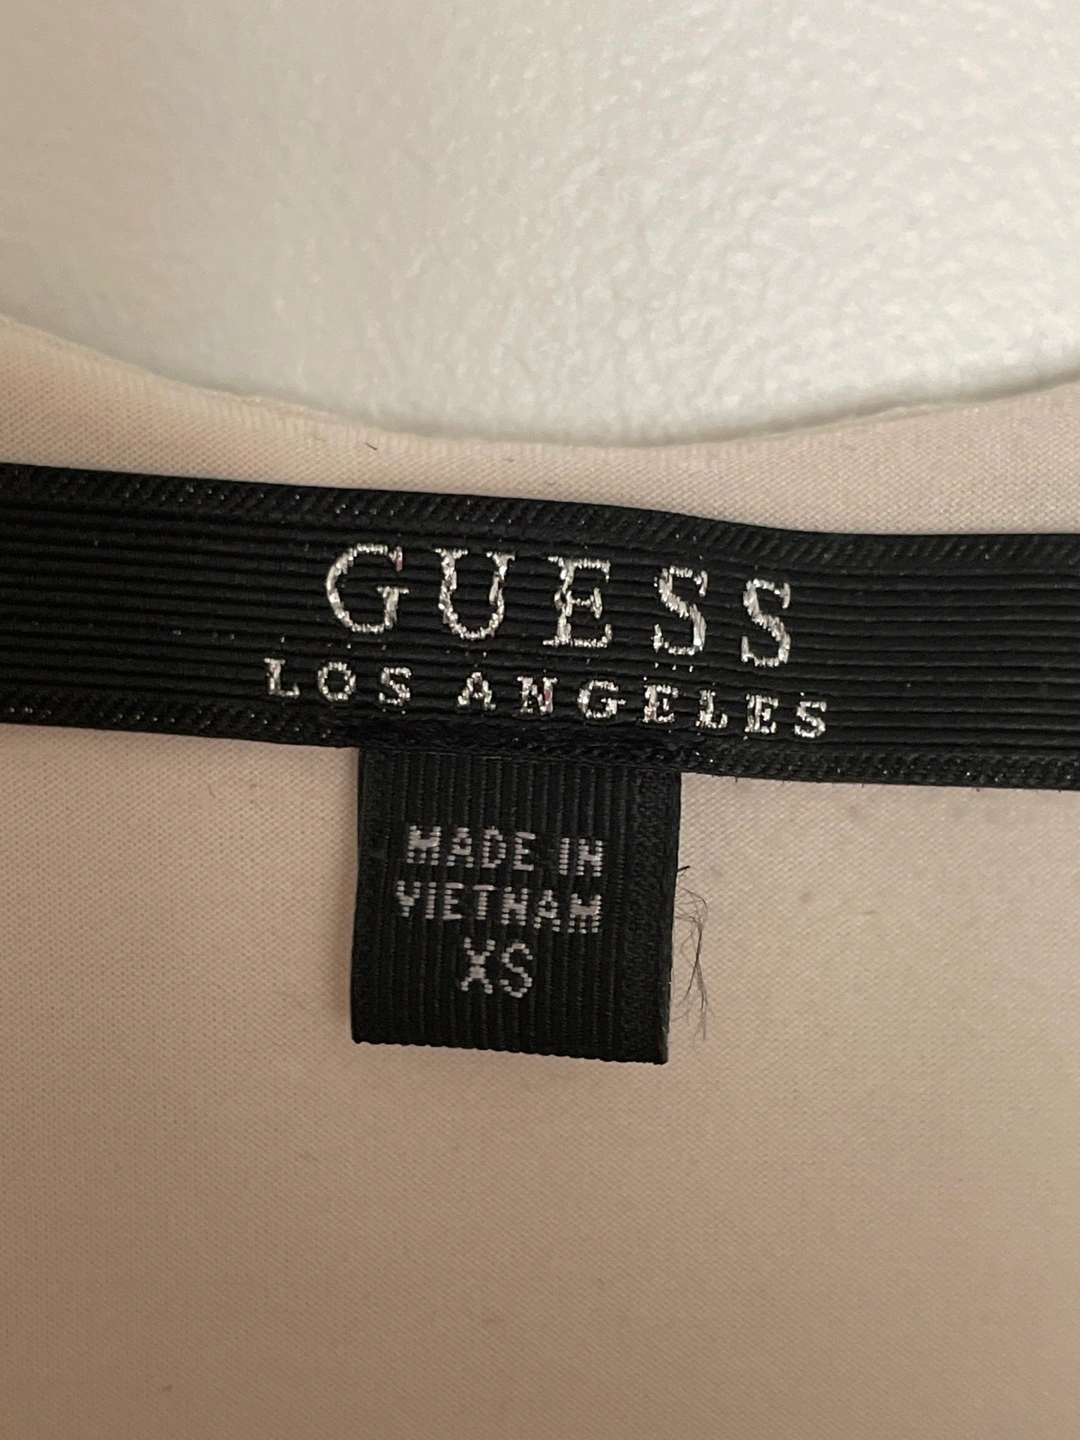 GUESS
LOS ANGELES
MADE IN
VIETNAM
XS